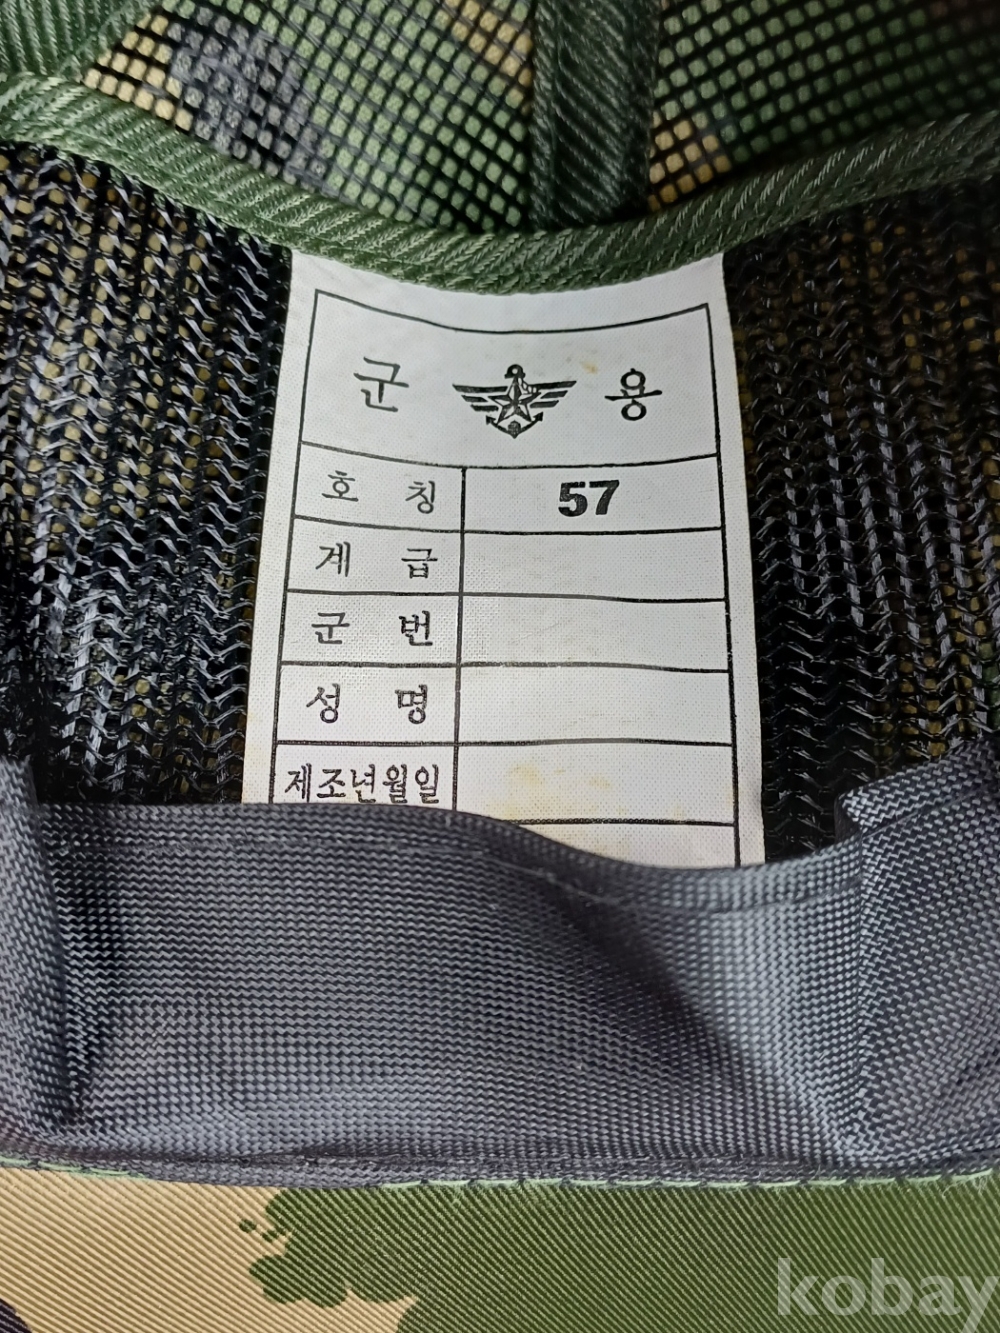 군 용
호 칭 57
계 급
군 번
성 명
제조년월일
kobay